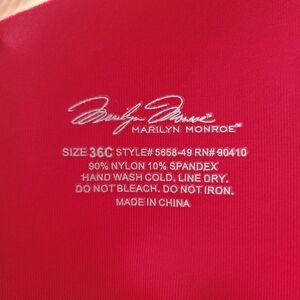 Marilyn Monroe
MARILYN MONROE™
SIZE 36C STYLE# 5658-49 RN# 90410
90% NYLON 10% SPANDEX
HAND WASH COLD. LINE DRY.
DO NOT BLEACH. DO NOT IRON.
MADE IN CHINA